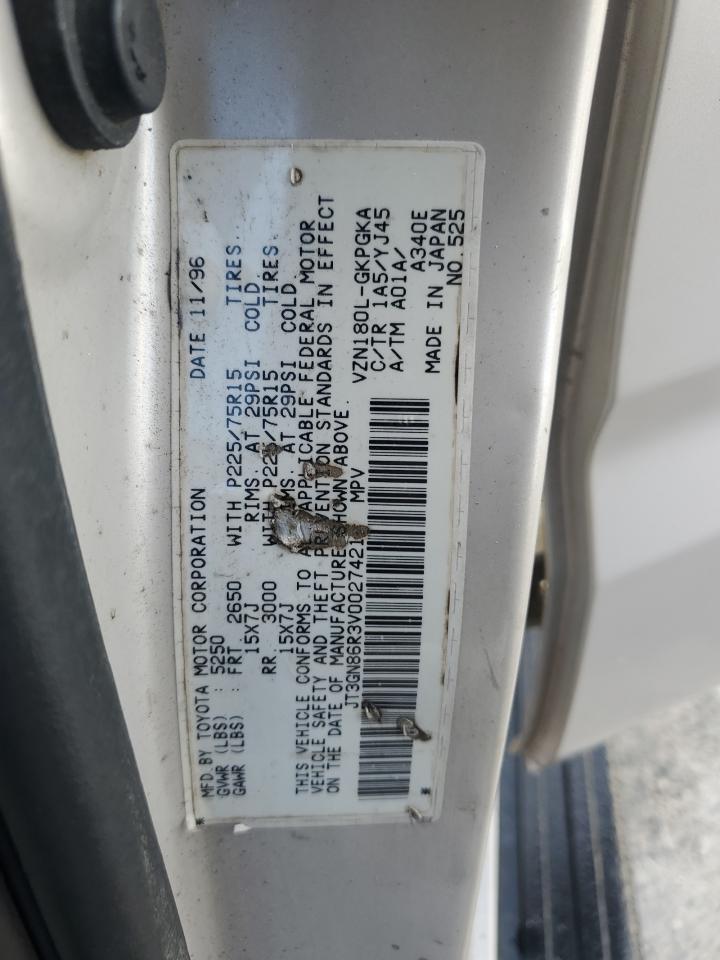 MFD. BY TOYOTA MOTOR CORPORATION DATE 11/96
GVWR (LBS) : 5250
GAWR (LBS) : FRT. 2650 WITH P225/75R15 TIRES.
15X7J RIMS. AT 29PSI COLD
RR. 3000 WITH P225/75R15 TIRES.
15X7J RIMS. AT 29PSI COLD
THIS VEHICLE CONFORMS TO ALL APPLICABLE FEDERAL MOTOR
VEHICLE SAFETY AND THEFT PREVENTION STANDARDS IN EFFECT
ON THE DATE OF MANUFACTURE SHOWN ABOVE.
JT3GN86R3V0027421 MPV VZN180L-GKPGKA
C/TR 1A5/YJ45
A/TM A01A/
A340E
* * MADE IN JAPAN
NO.525